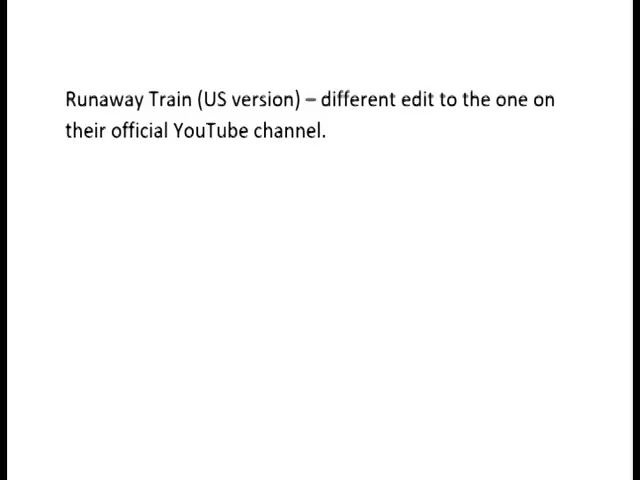 Runaway Train (US version) – different edit to the one on
their official YouTube channel.